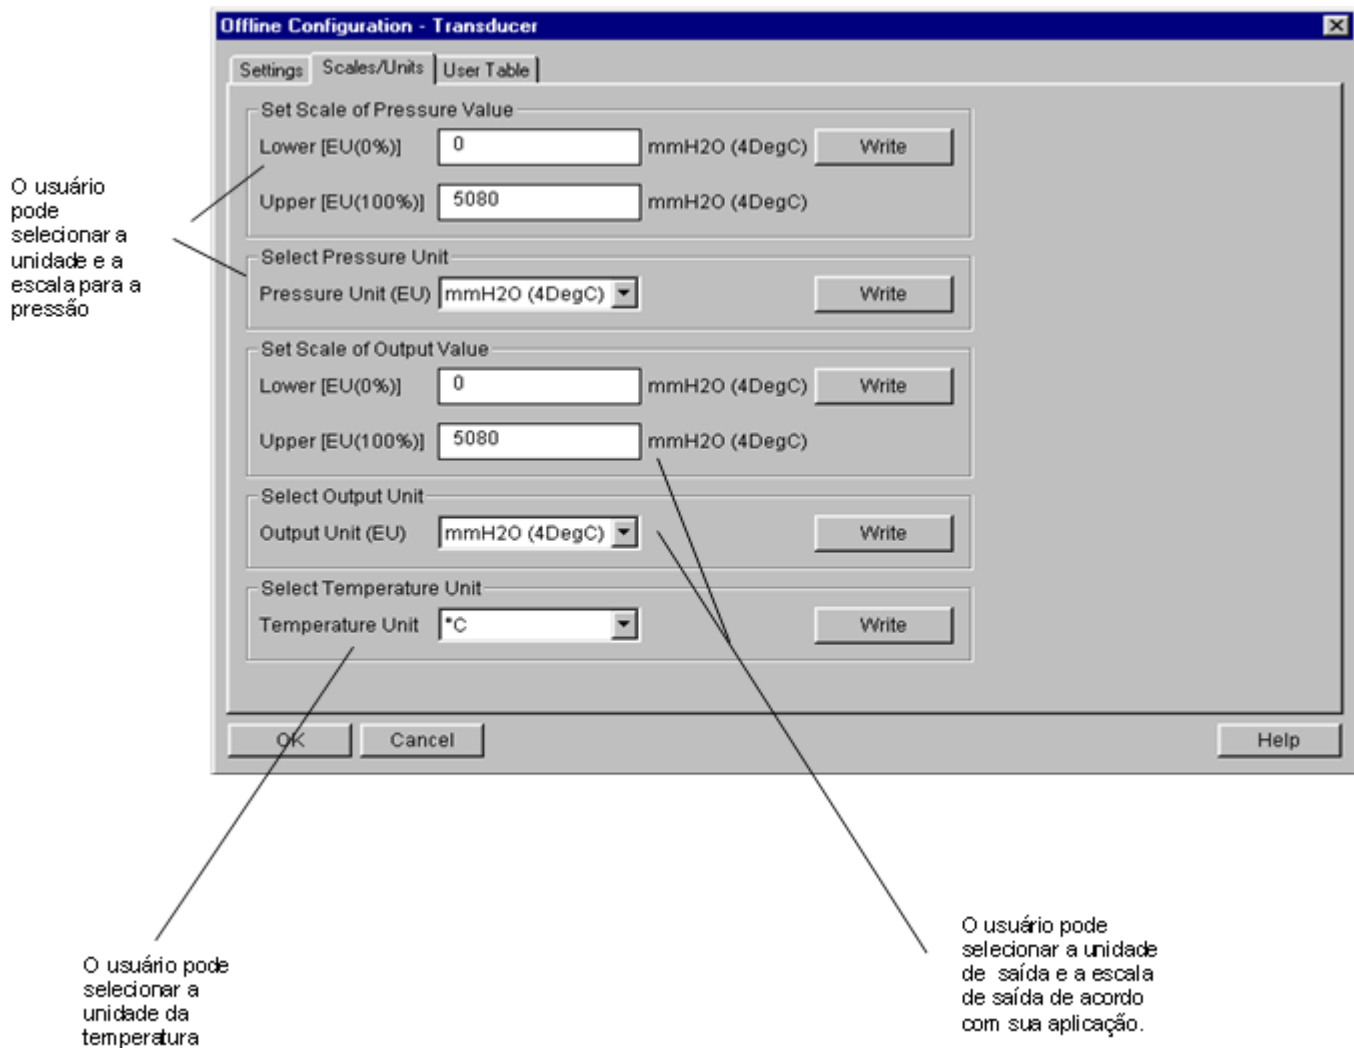 Offline Configuration - Transducer
Settings Scales/Units User Table
Set Scale of Pressure Value
Lower [EU(0%)] 0 mmH2O (4DegC) Write
Upper [EU(100%)] 5080 mmH2O (4DegC)
O usuário
pode
selecionar a
unidade e a
escala para a
pressão
Select Pressure Unit
Pressure Unit (EU) mmH2O (4DegC) Write
Set Scale of Output Value
Lower [EU(0%)] 0 mmH2O (4DegC) Write
Upper [EU(100%)] 5080 mmH2O (4DegC)
Select Output Unit
Output Unit (EU) mmH2O (4DegC) Write
Select Temperature Unit
Temperature Unit °C Write
OK Cancel Help
O usuário pode
selecionar a
unidade da
temperatura
O usuário pode
selecionar a unidade
de saída e a escala
de saída de acordo
com sua aplicação.